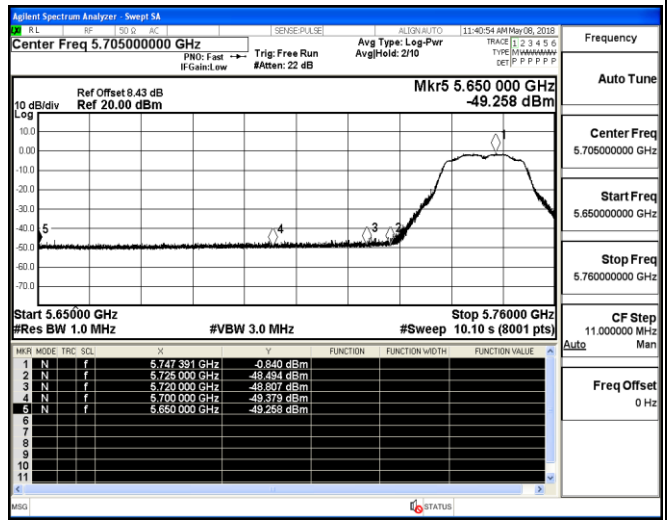 Agilent Spectrum Analyzer - Swept SA
RL RF 50 Ω AC SENSE:PULSE ALIGNAUTO 11:40:54 AM May 08, 2018
Center Freq 5.705000000 GHz
PNO: Fast
IFGain:Low
Trig: Free Run
#Atten: 22 dB
Avg Type: Log-Pwr
Avg|Hold: 2/10
TRACE 1 2 3 4 5 6
TYPE M W W W W W
DET P P P P P P
Ref Offset 8.43 dB
10 dB/div Ref 20.00 dBm
Log
Mkr5 5.650 000 GHz
-49.258 dBm
10.0
0.00
-10.0
-20.0
-30.0
-40.0
-50.0
-60.0
-70.0
1
5
4
3
2
Start 5.65000 GHz Stop 5.76000 GHz
#Res BW 1.0 MHz #VBW 3.0 MHz #Sweep 10.10 s (8001 pts)
MKR MODE TRC SCL X Y FUNCTION FUNCTION WIDTH FUNCTION VALUE
1 N f 5.747 391 GHz -0.840 dBm
2 N f 5.725 000 GHz -48.494 dBm
3 N f 5.720 000 GHz -48.807 dBm
4 N f 5.700 000 GHz -49.379 dBm
5 N f 5.650 000 GHz -49.258 dBm
6
7
8
9
10
11
MSG STATUS
Frequency
Auto Tune
Center Freq
5.705000000 GHz
Start Freq
5.650000000 GHz
Stop Freq
5.760000000 GHz
CF Step
11.000000 MHz
Auto Man
Freq Offset
0 Hz